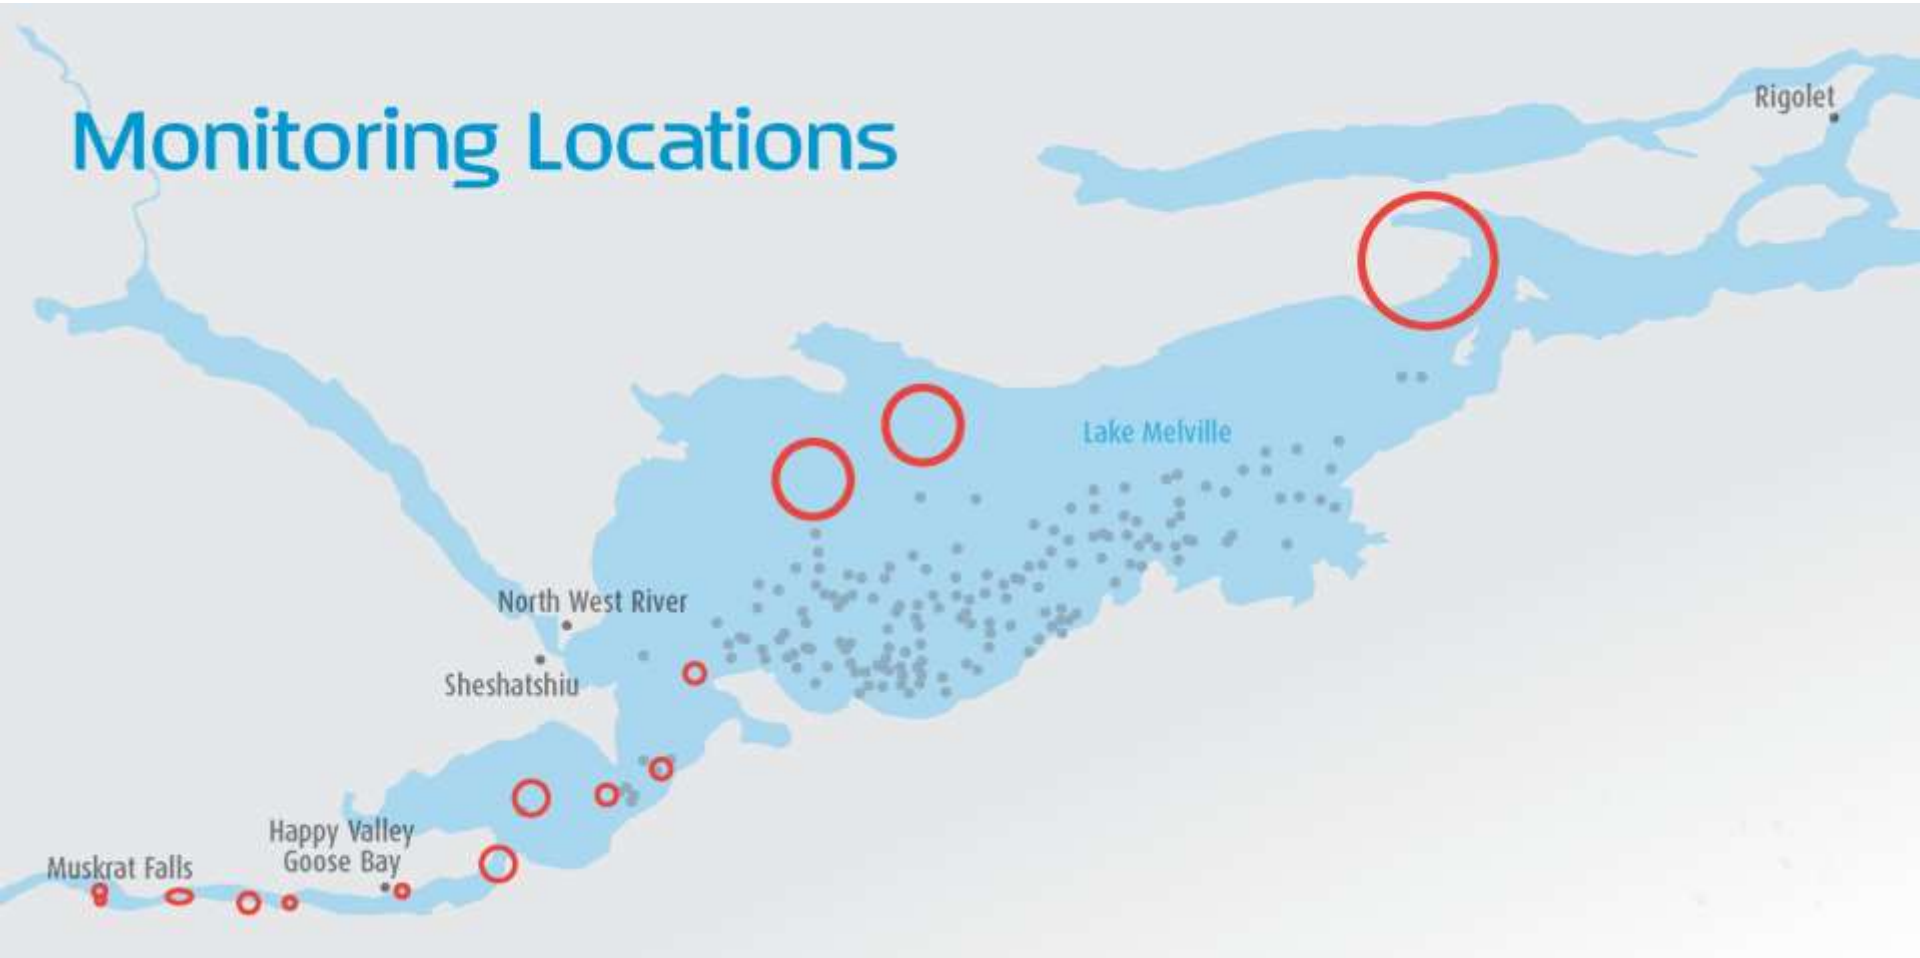 Monitoring Locations
Rigolet
Lake Melville
North West River
Sheshatshiu
Happy Valley
Goose Bay
Muskrat Falls